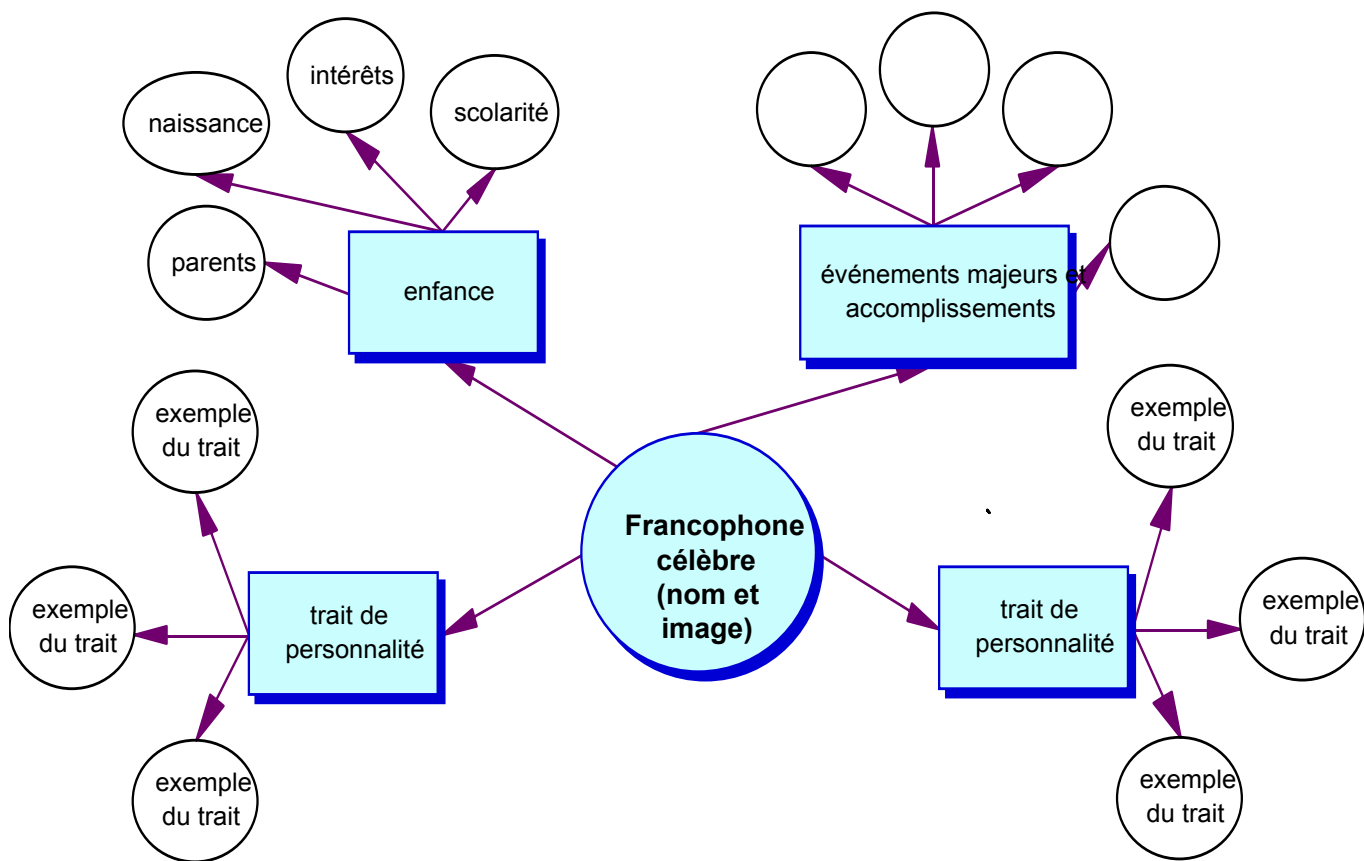 intérêts
naissance
scolarité
parents
enfance
événements majeurs et
accomplissements
exemple
du trait
exemple
du trait
Francophone
célèbre
(nom et
image)
exemple
du trait
trait de
personnalité
trait de
personnalité
exemple
du trait
exemple
du trait
exemple
du trait